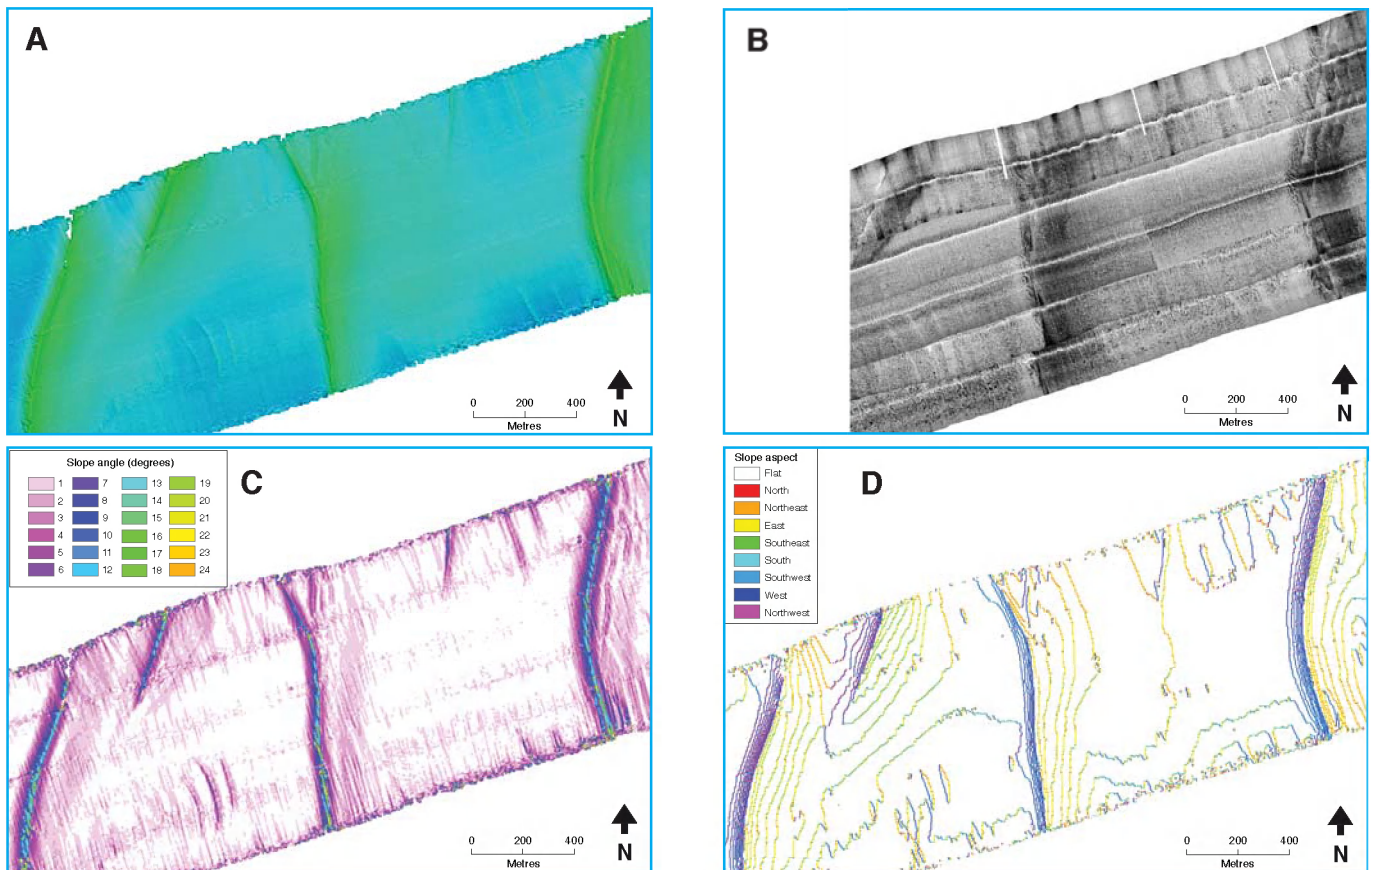 A
0 200 400
Metres
N
B
0 200 400
Metres
N
Slope angle (degrees)
1 7 13 19
2 8 14 20
3 9 15 21
4 10 16 22
5 11 17 23
6 12 18 24
C
0 200 400
Metres
N
Slope aspect
Flat
North
Northeast
East
Southeast
South
Southwest
West
Northwest
D
0 200 400
Metres
N